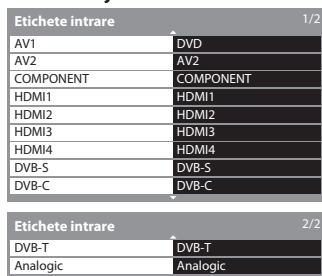 Etichete intrare 1/2
AV1 DVD
AV2 AV2
COMPONENT COMPONENT
HDMI1 HDMI1
HDMI2 HDMI2
HDMI3 HDMI3
HDMI4 HDMI4
DVB-S DVB-S
DVB-C DVB-C
Etichete intrare 2/2
DVB-T DVB-T
Analogic Analogic